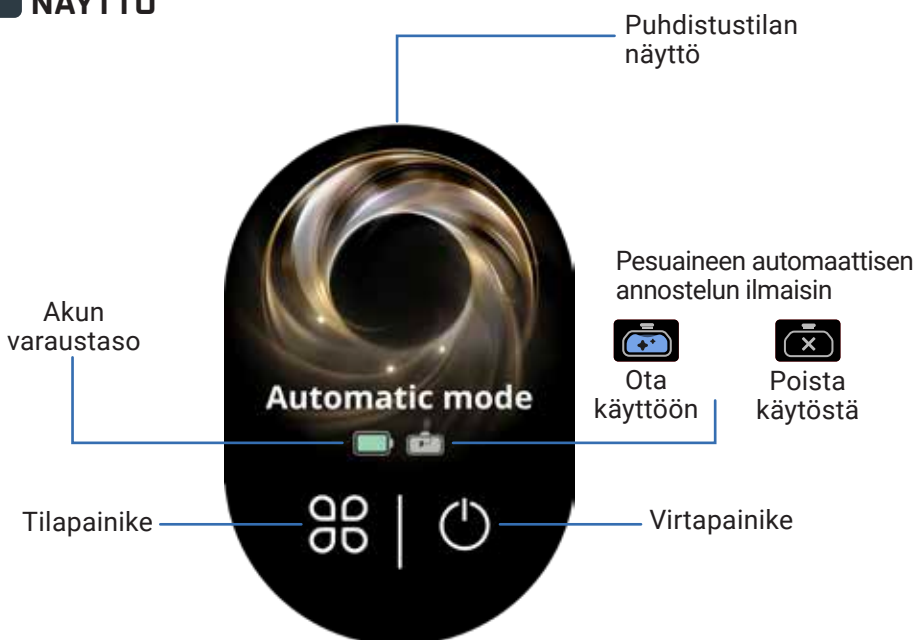 NÄYTTÖ
Puhdistustilan
näyttö
Pesuaineen automaattisen
annostelun ilmaisin
Akun
varaustaso
Ota
käyttöön
Poista
käytöstä
Automatic mode
Tilapainike
Virtapainike